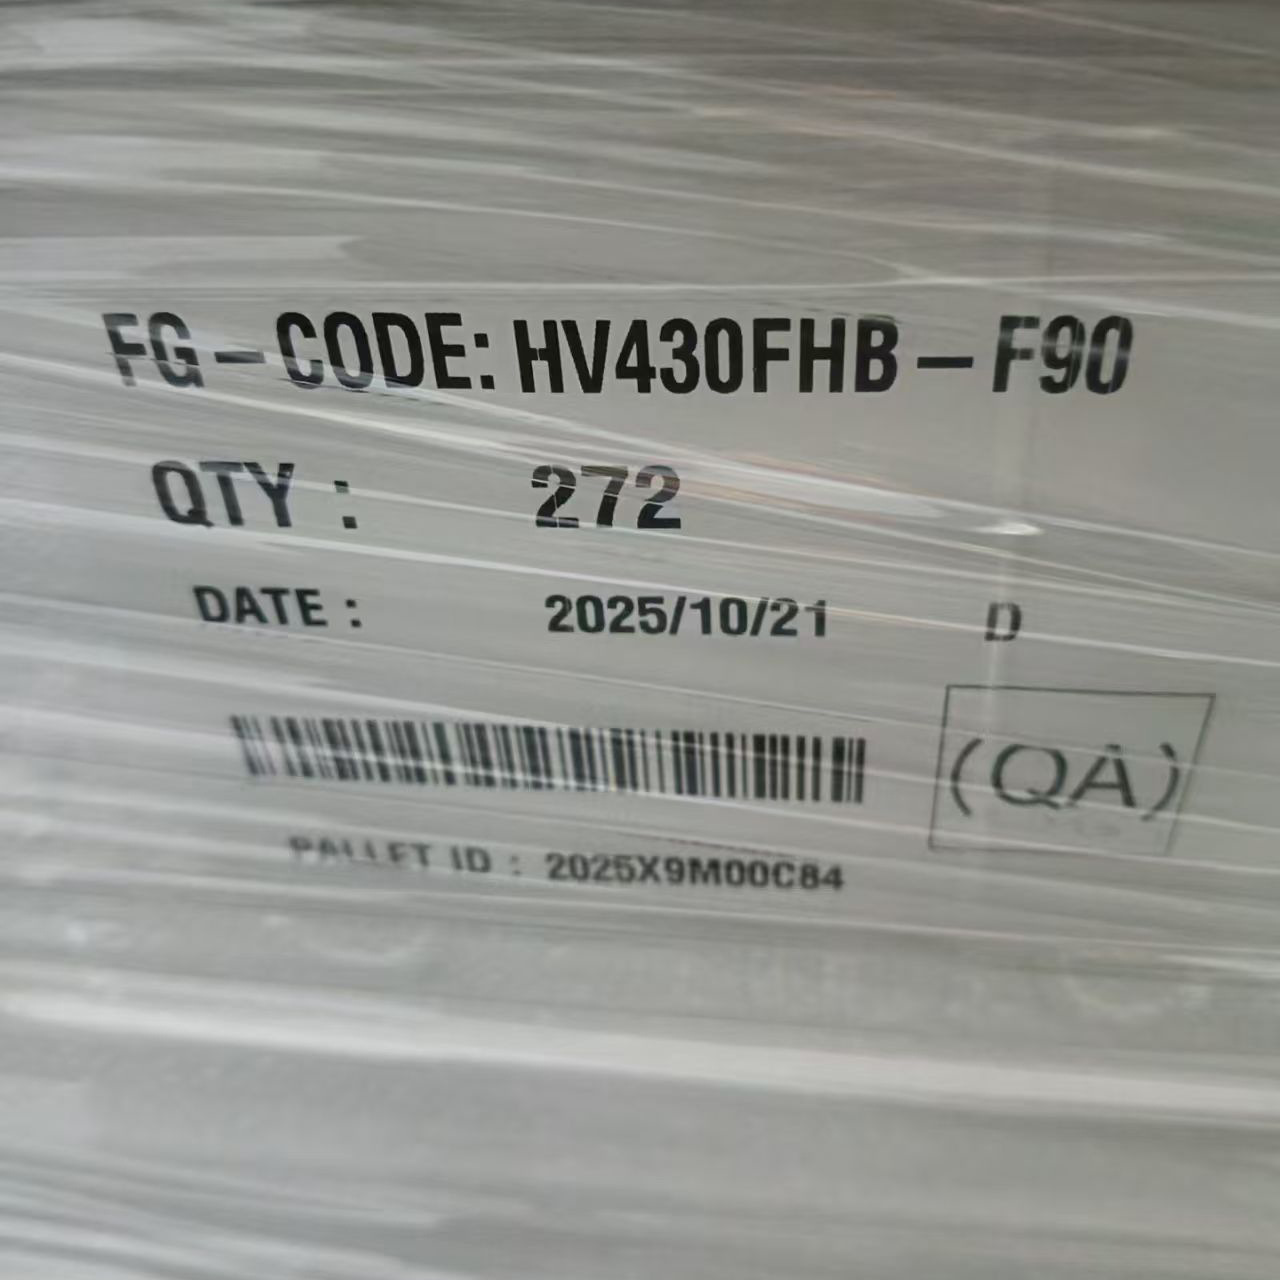 FG-CODE: HV430FHB-F90
QTY : 272
DATE : 2025/10/21 D
(QA)
PALLET ID : 2025X9M00C84